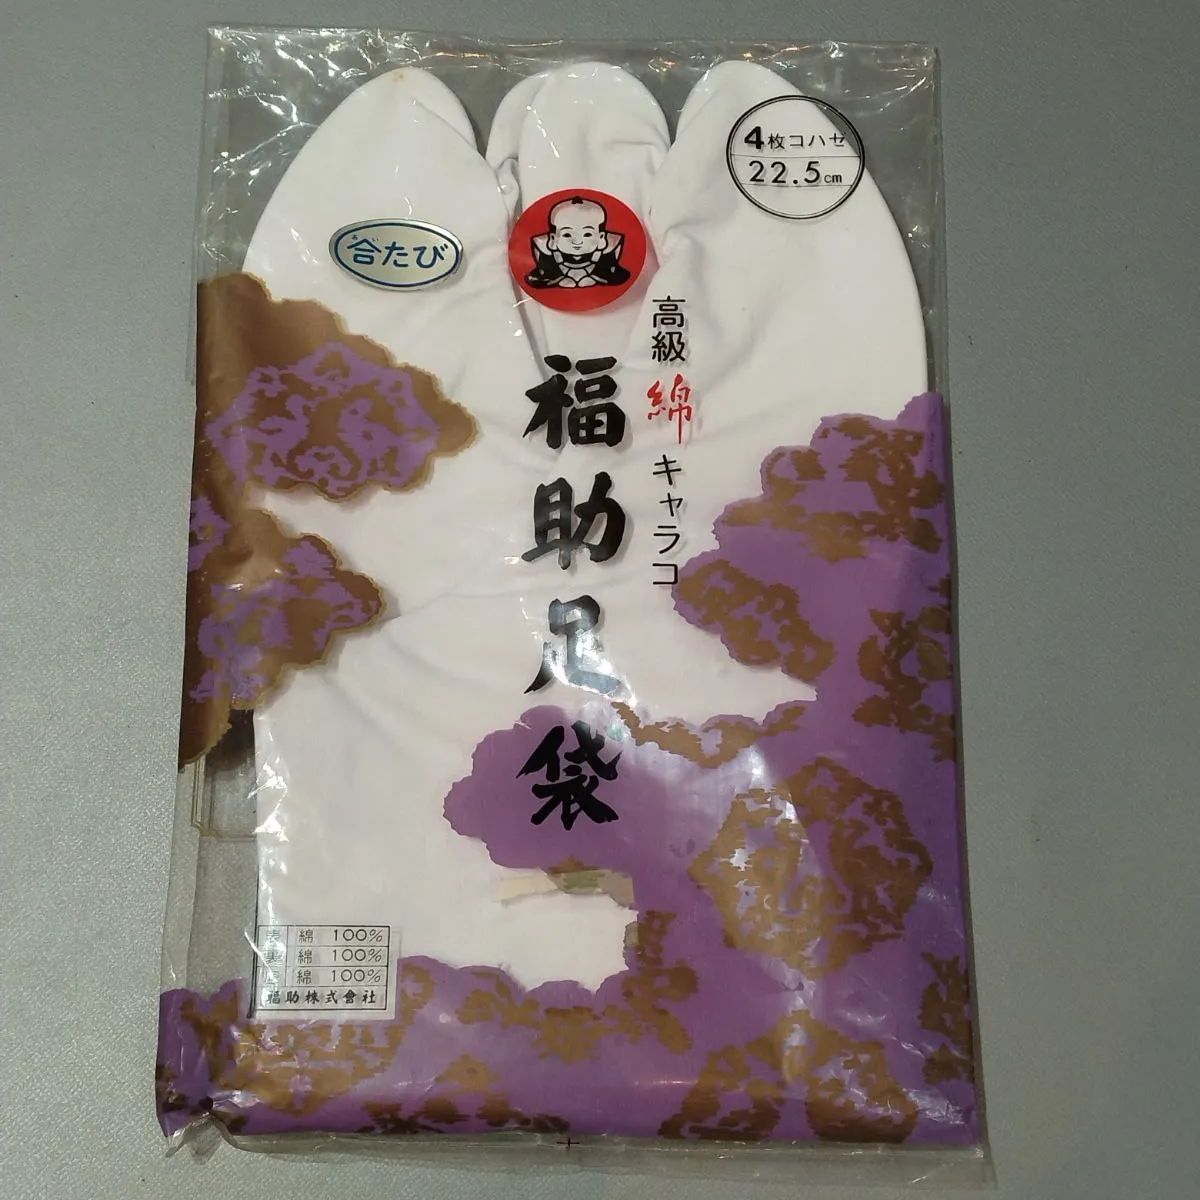 4枚コハゼ
22.5cm
合たび
高級綿キャラコ
福助足袋
表 綿 100%
裏 綿 100%
底 綿 100%
福助株式會社